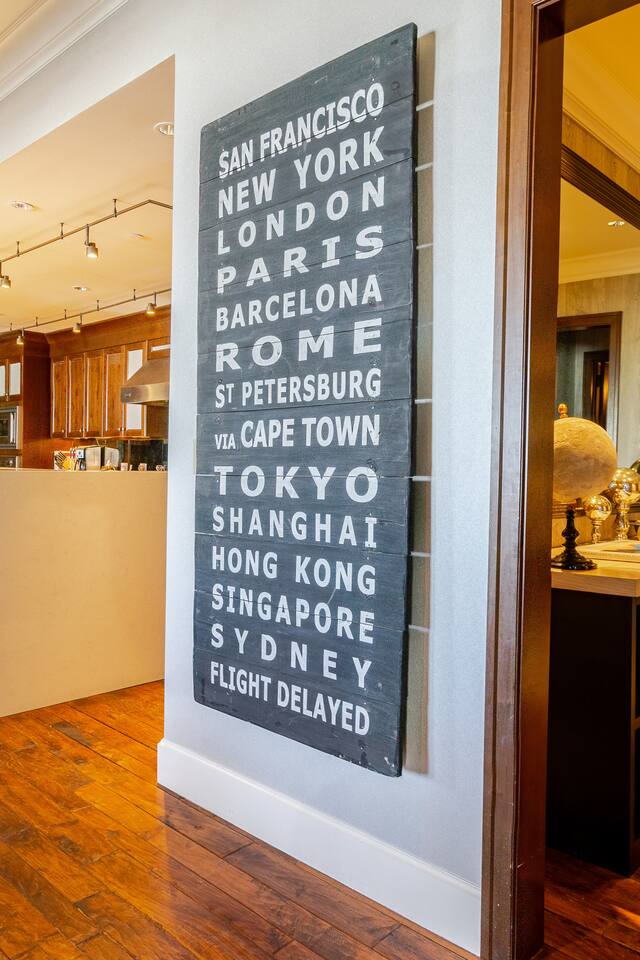 SAN FRANCISCO
NEW YORK
LONDON
PARIS
BARCELONA
ROME
ST PETERSBURG
VIA CAPE TOWN
TOKYO
SHANGHAI
HONG KONG
SINGAPORE
SYDNEY
FLIGHT DELAYED